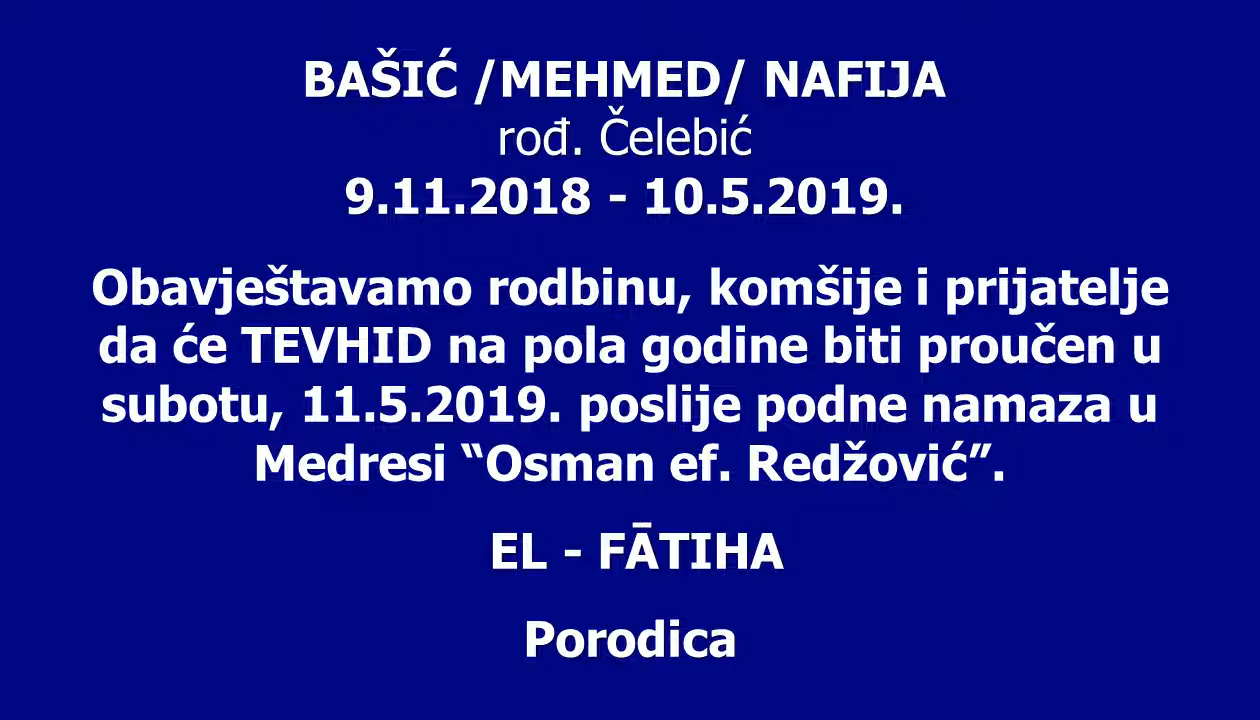 BAŠIĆ /MEHMED/ NAFIJA
rođ. Čelebić
9.11.2018 - 10.5.2019.
Obavještavamo rodbinu, komšije i prijatelje
da će TEVHID na pola godine biti proučen u
subotu, 11.5.2019. poslije podne namaza u
Medresi “Osman ef. Redžović”.
EL - FĀTIHA
Porodica